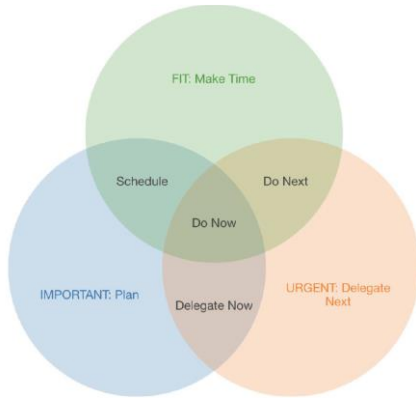 FIT: Make Time
Schedule
Do Next
Do Now
IMPORTANT: Plan
URGENT: Delegate
Next
Delegate Now